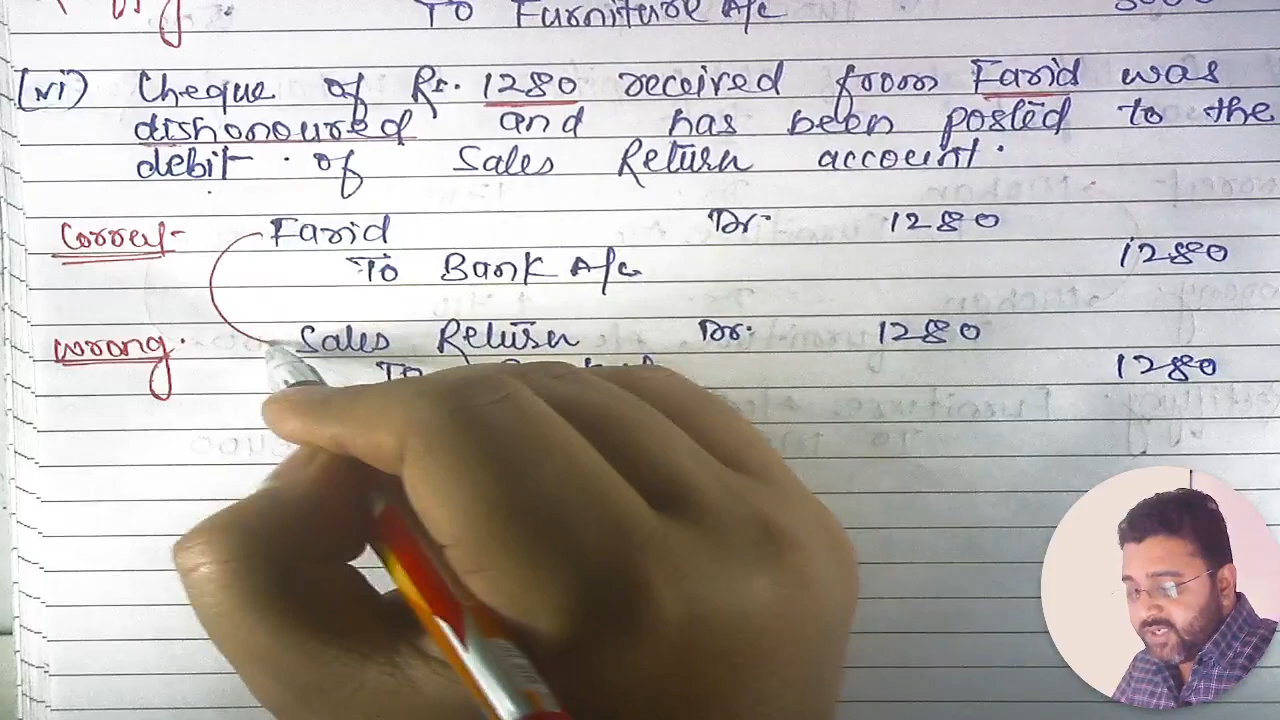 To Furniture A/c
(vi) Cheque of Rs. 1280 received from Farid was
dishonoured and has been posted to the
debit of Sales Return account.
Correct Farid Dr. 1280
To Bank A/c 1280
Wrong. Sales Return Dr. 1280
To 1280